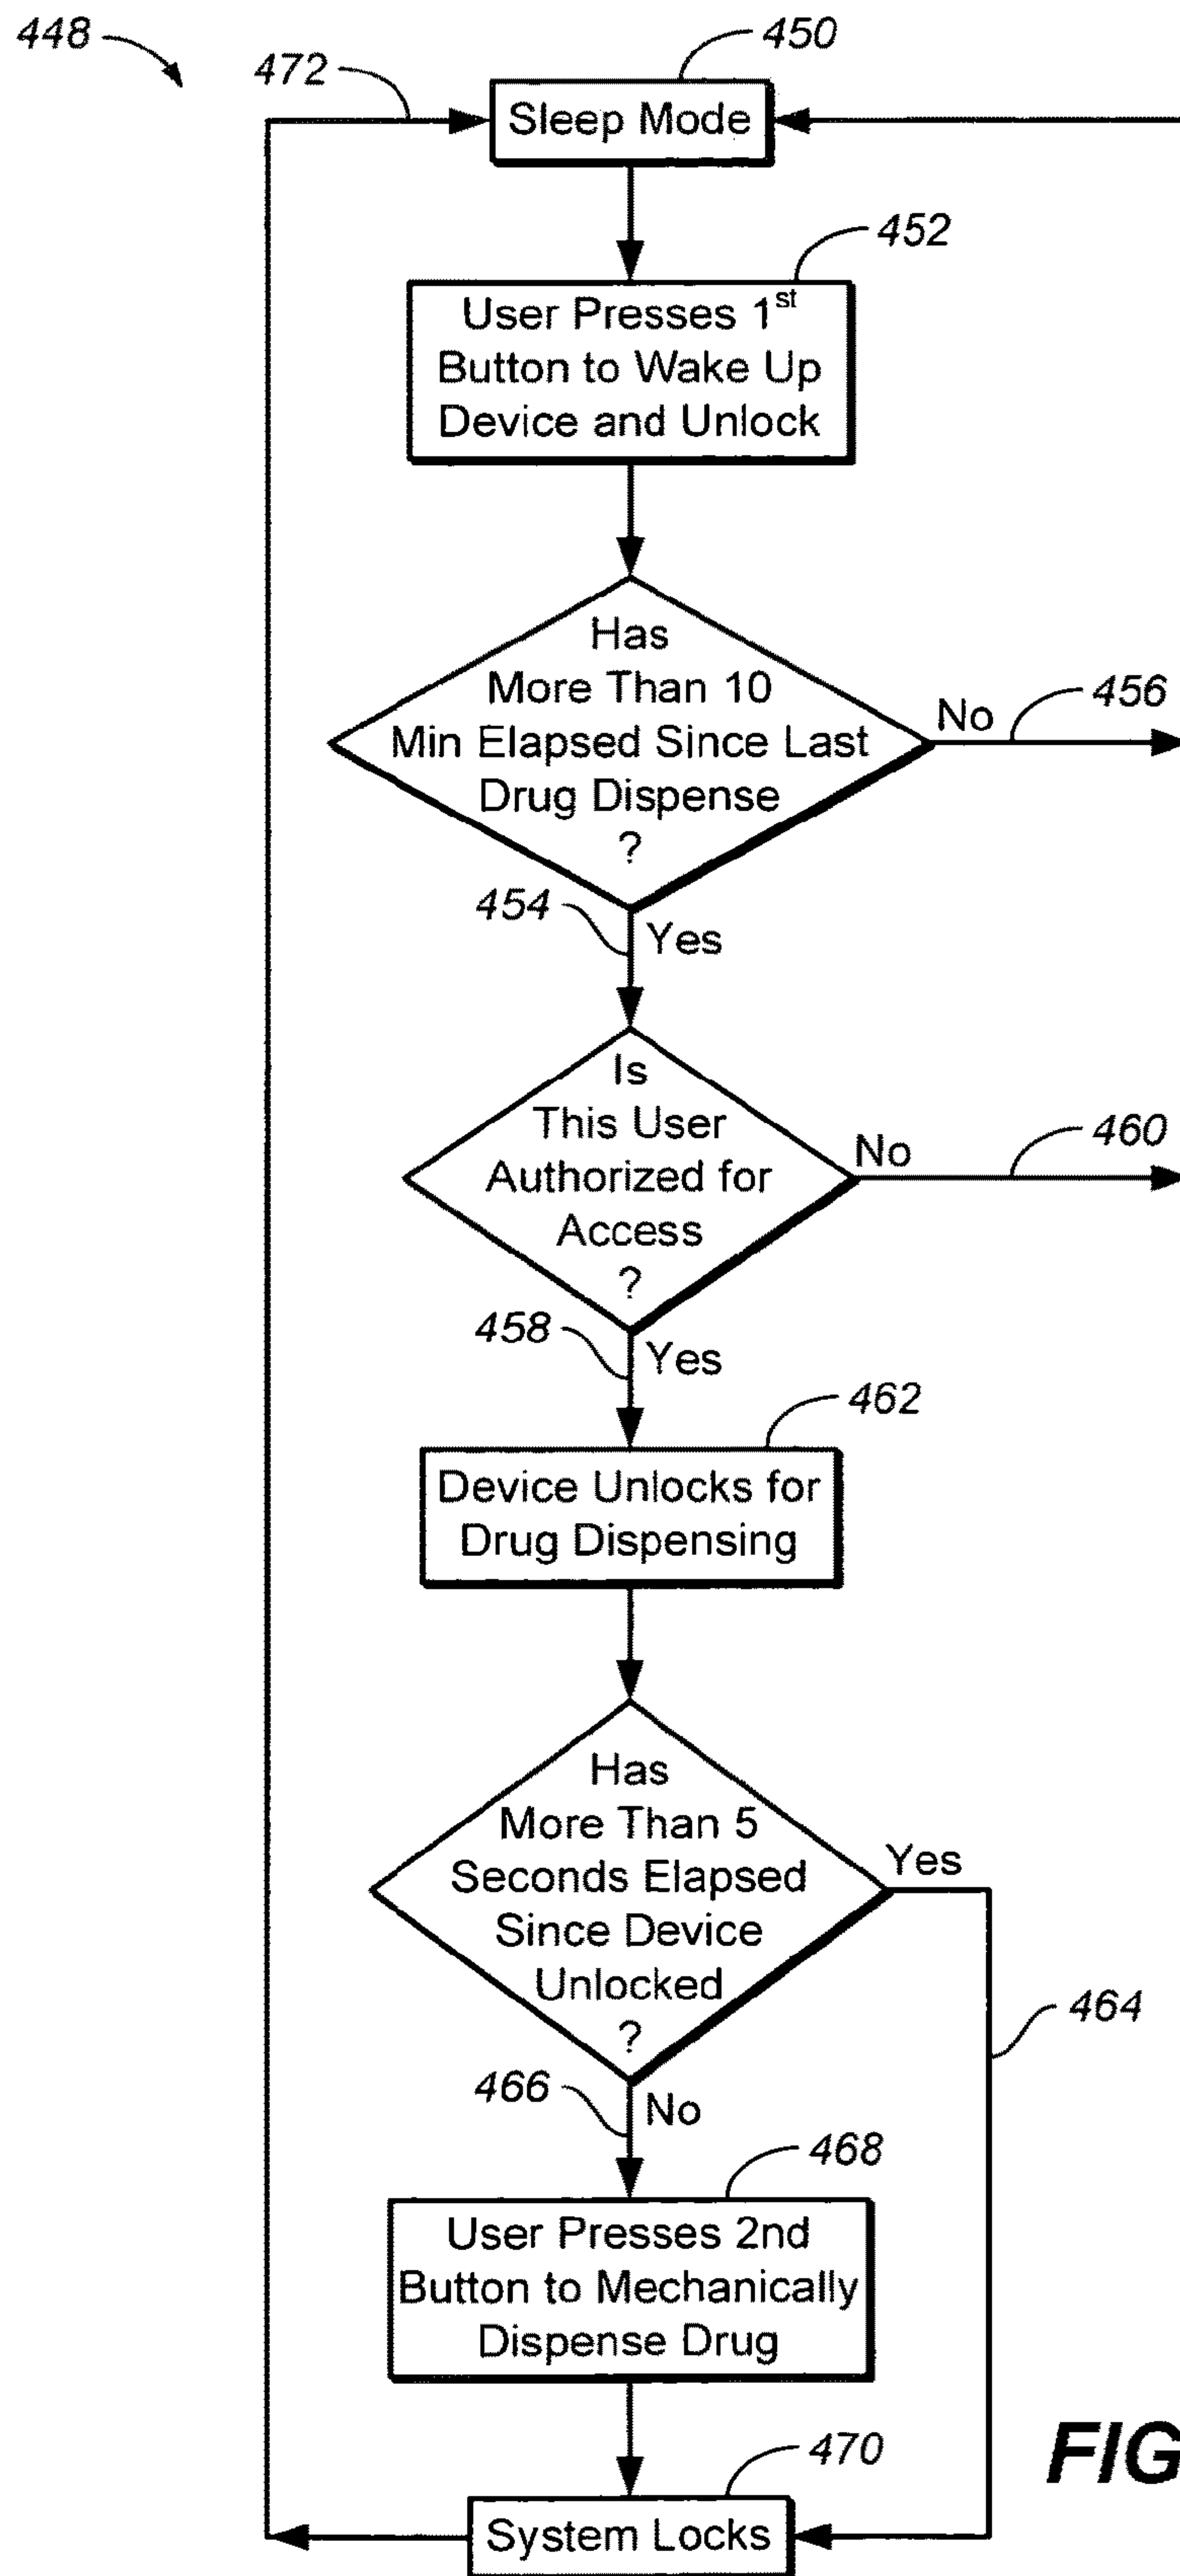 448
450
472
Sleep Mode
452
User Presses 1st
Button to Wake Up
Device and Unlock
Has
More Than 10
Min Elapsed Since Last
Drug Dispense
?
No
456
454
Yes
Is
This User
Authorized for
Access
?
No
460
458
Yes
462
Device Unlocks for
Drug Dispensing
Has
More Than 5
Seconds Elapsed
Since Device
Unlocked
?
Yes
464
466
No
468
User Presses 2nd
Button to Mechanically
Dispense Drug
470
System Locks
FIG